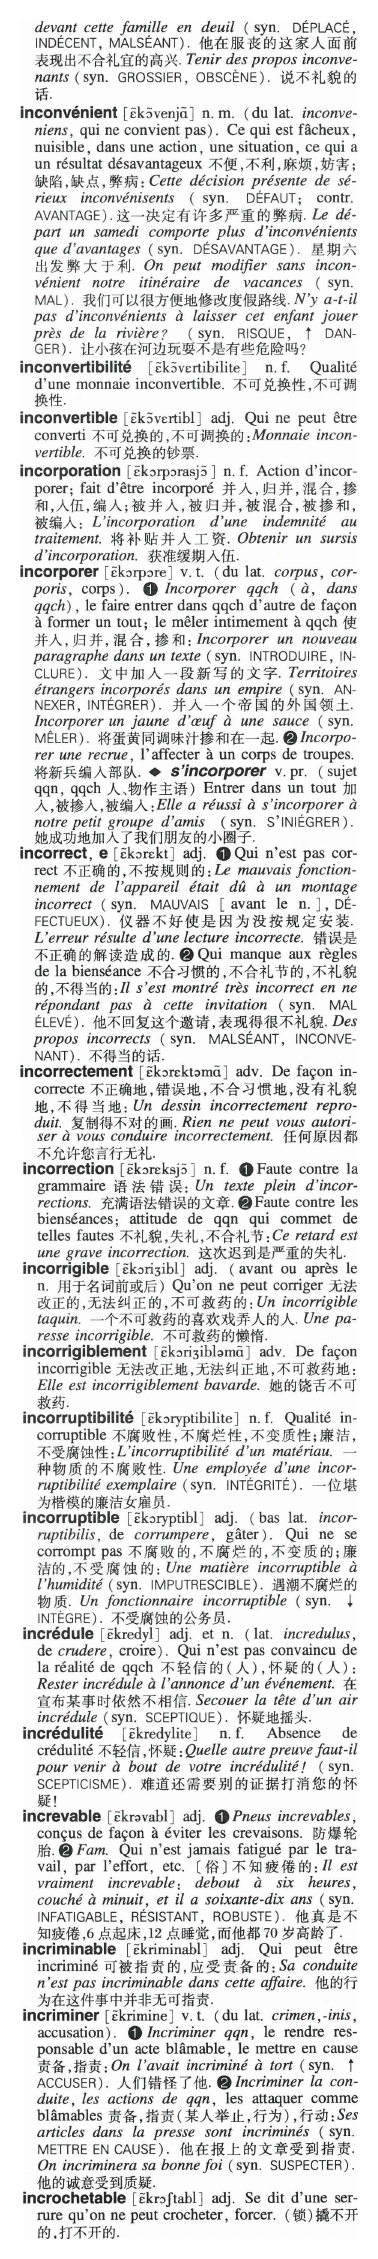 devant cette famille en deuil ( syn. DÉPLACÉ,
INDÉCENT, MALSÉANT). 他在服丧的这家人面前
表现出不合礼宜的高兴. Tenir des propos inconve-
nants ( syn. GROSSIER, OBSCÈNE). 说不礼貌的
话.
inconvénient [ɛ̃kɔ̃venjɑ̃] n. m. ( du lat. inconve-
niens, qui ne convient pas). Ce qui est fâcheux,
nuisible, dans une action, une situation, ce qui a
un résultat désavantageux 不便,不利,麻烦,妨害;
缺陷,缺点,弊病: Cette décision présente de sé-
rieux inconvénisents ( syn. DÉFAUT; contr.
AVANTAGE). 这一决定有许多严重的弊病. Le dé-
part un samedi comporte plus d'inconvénients
que d'avantages ( syn. DÉSAVANTAGE). 星期六
出发弊大于利. On peut modifier sans incon-
vénient notre itinéraire de vacances ( syn.
MAL). 我们可以很方便地修改度假路线. N'y a-t-il
pas d'inconvénients à laisser cet enfant jouer
près de la rivière? ( syn. RISQUE, ↑ DAN-
GER). 让小孩在河边玩耍不是有些危险吗?
inconvertibilité [ɛ̃kɔ̃vɛrtibilite] n. f. Qualité
d'une monnaie inconvertible. 不可兑换性,不可调
换性.
inconvertible [ɛ̃kɔ̃vɛrtibl] adj. Qui ne peut être
converti 不可兑换的,不可调换的: Monnaie incon-
vertible. 不可兑换的钞票.
incorporation [ɛ̃kɔrpɔrasjɔ̃] n. f. Action d'incor-
porer; fait d'être incorporé 并入,归并,混合,掺
和,入伍,编入; 被并入,被归并,被混合,被掺和,
被编入: L'incorporation d'une indemnité au
traitement. 将补贴并入工资. Obtenir un sursis
d'incorporation. 获准缓期入伍.
incorporer [ɛ̃kɔrpɔre] v. t. ( du lat. corpus, cor-
poris, corps). ❶ Incorporer qqch ( à, dans
qqch), le faire entrer dans qqch d'autre de façon
à former un tout; le mêler intimement à qqch 使
并入,归并,混合,掺和: Incorporer un nouveau
paragraphe dans un texte ( syn. INTRODUIRE, IN-
CLURE). 文中加入一段新写的文字. Territoires
étrangers incorporés dans un empire ( syn. AN-
NEXER, INTÉGRER). 并入一个帝国的外国领土.
Incorporer un jaune d'œuf à une sauce ( syn.
MÊLER). 将蛋黄同调味汁掺和在一起. ❷ Incorpo-
rer une recrue, l'affecter à un corps de troupes.
将新兵编入部队. ◆ s'incorporer v. pr. ( sujet
qqn, qqch 人、物作主语) Entrer dans un tout 加
入,被掺入,被编入: Elle a réussi à s'incorporer à
notre petit groupe d'amis ( syn. S'INIÉGRER).
她成功地加入了我们朋友的小圈子.
incorrect, e [ɛ̃kɔrɛkt] adj. ❶ Qui n'est pas cor-
rect 不正确的,不按规则的: Le mauvais fonction-
nement de l'appareil était dû à un montage
incorrect ( syn. MAUVAIS [ avant le n. ], DÉ-
FECTUEUX). 仪器不好使是因为没按规定安装.
L'erreur résulte d'une lecture incorrecte. 错误是
不正确的解读造成的. ❷ Qui manque aux règles
de la bienséance 不合习惯的,不合礼节的,不礼貌
的,不得当的: Il s'est montré très incorrect en ne
répondant pas à cette invitation ( syn. MAL
ÉLEVÉ). 他不回复这个邀请,表现得很不礼貌. Des
propos incorrects ( syn. MALSÉANT, INCONVE-
NANT). 不得当的话.
incorrectement [ɛ̃kɔrɛktəmɑ̃] adv. De façon in-
correcte 不正确地,错误地,不合习惯地,没有礼貌
地,不得当地: Un dessin incorrectement repro-
duit. 复制得不对的画. Rien ne peut vous autori-
ser à vous conduire incorrectement. 任何原因都
不允许您言行无礼.
incorrection [ɛ̃kɔrɛksjɔ̃] n. f. ❶ Faute contre la
grammaire 语法错误: Un texte plein d'incor-
rections. 充满语法错误的文章. ❷ Faute contre les
bienséances; attitude de qqn qui commet de
telles fautes 不礼貌,失礼,不合礼节: Ce retard est
une grave incorrection. 这次迟到是严重的失礼.
incorrigible [ɛ̃kɔriʒibl] adj. ( avant ou après le
n. 用于名词前或后) Qu'on ne peut corriger 无法
改正的,无法纠正的,不可救药的: Un incorrigible
taquin. 一个不可救药的喜欢戏弄人的人. Une pa-
resse incorrigible. 不可救药的懒惰.
incorrigiblement [ɛ̃kɔriʒibləmɑ̃] adv. De façon
incorrigible 无法改正地,无法纠正地,不可救药地:
Elle est incorrigiblement bavarde. 她的饶舌不可
救药.
incorruptibilité [ɛ̃kɔryptibilite] n. f. Qualité in-
corruptible 不腐败性,不腐烂性,不变质性; 廉洁,
不受腐蚀性: L'incorruptibilité d'un matériau. 一
种物质的不腐败性. Une employée d'une incor-
ruptibilité exemplaire ( syn. INTÉGRITÉ). 一位堪
为楷模的廉洁女雇员.
incorruptible [ɛ̃kɔryptibl] adj. ( bas lat. incor-
ruptibilis, de corrumpere, gâter). Qui ne se
corrompt pas 不腐败的,不腐烂的,不变质的; 廉
洁的,不受腐蚀的: Une matière incorruptible à
l'humidité ( syn. IMPUTRESCIBLE). 遇潮不腐烂的
物质. Un fonctionnaire incorruptible ( syn. ↓
INTÈGRE). 不受腐蚀的公务员.
incrédule [ɛ̃kredyl] adj. et n. ( lat. incredulus,
de crudere, croire). Qui n'est pas convaincu de
la réalité de qqch 不轻信的(人),怀疑的(人):
Rester incrédule à l'annonce d'un événement. 在
宣布某事时依然不相信. Secouer la tête d'un air
incrédule ( syn. SCEPTIQUE). 怀疑地摇头.
incrédulité [ɛ̃kredylite] n. f. Absence de
crédulité 不轻信,怀疑: Quelle autre preuve faut-il
pour venir à bout de votre incrédulité! ( syn.
SCEPTICISME). 难道还需要别的证据打消您的怀
疑!
increvable [ɛ̃krəvabl] adj. ❶ Pneus increvables,
conçus de façon à éviter les crevaisons. 防爆轮
胎. ❷ Fam. Qui n'est jamais fatigué par le tra-
vail, par l'effort, etc. [俗]不知疲倦的: Il est
vraiment increvable: debout à six heures,
couché à minuit, et il a soixante-dix ans ( syn.
INFATIGABLE, RÉSISTANT, ROBUSTE). 他真是不
知疲倦,6点起床,12点睡觉,而他都70岁高龄了.
incriminable [ɛ̃kriminabl] adj. Qui peut être
incriminé 可被指责的,应受责备的: Sa conduite
n'est pas incriminable dans cette affaire. 他的行
为在这件事中并非无可指责.
incriminer [ɛ̃krimine] v. t. ( du lat. crimen,-inis,
accusation). ❶ Incriminer qqn, le rendre res-
ponsable d'un acte blâmable, le mettre en cause
责备,指责: On l'avait incriminé à tort ( syn. ↑
ACCUSER). 人们错怪了他. ❷ Incriminer la con-
duite, les actions de qqn, les attaquer comme
blâmables 责备,指责(某人举止,行为),行动: Ses
articles dans la presse sont incriminés ( syn.
METTRE EN CAUSE). 他在报上的文章受到指责.
On incriminera sa bonne foi ( syn. SUSPECTER).
他的诚意受到质疑.
incrochetable [ɛ̃krɔʃtabl] adj. Se dit d'une ser-
rure qu'on ne peut crocheter, forcer. (锁)撬不开
的,打不开的.